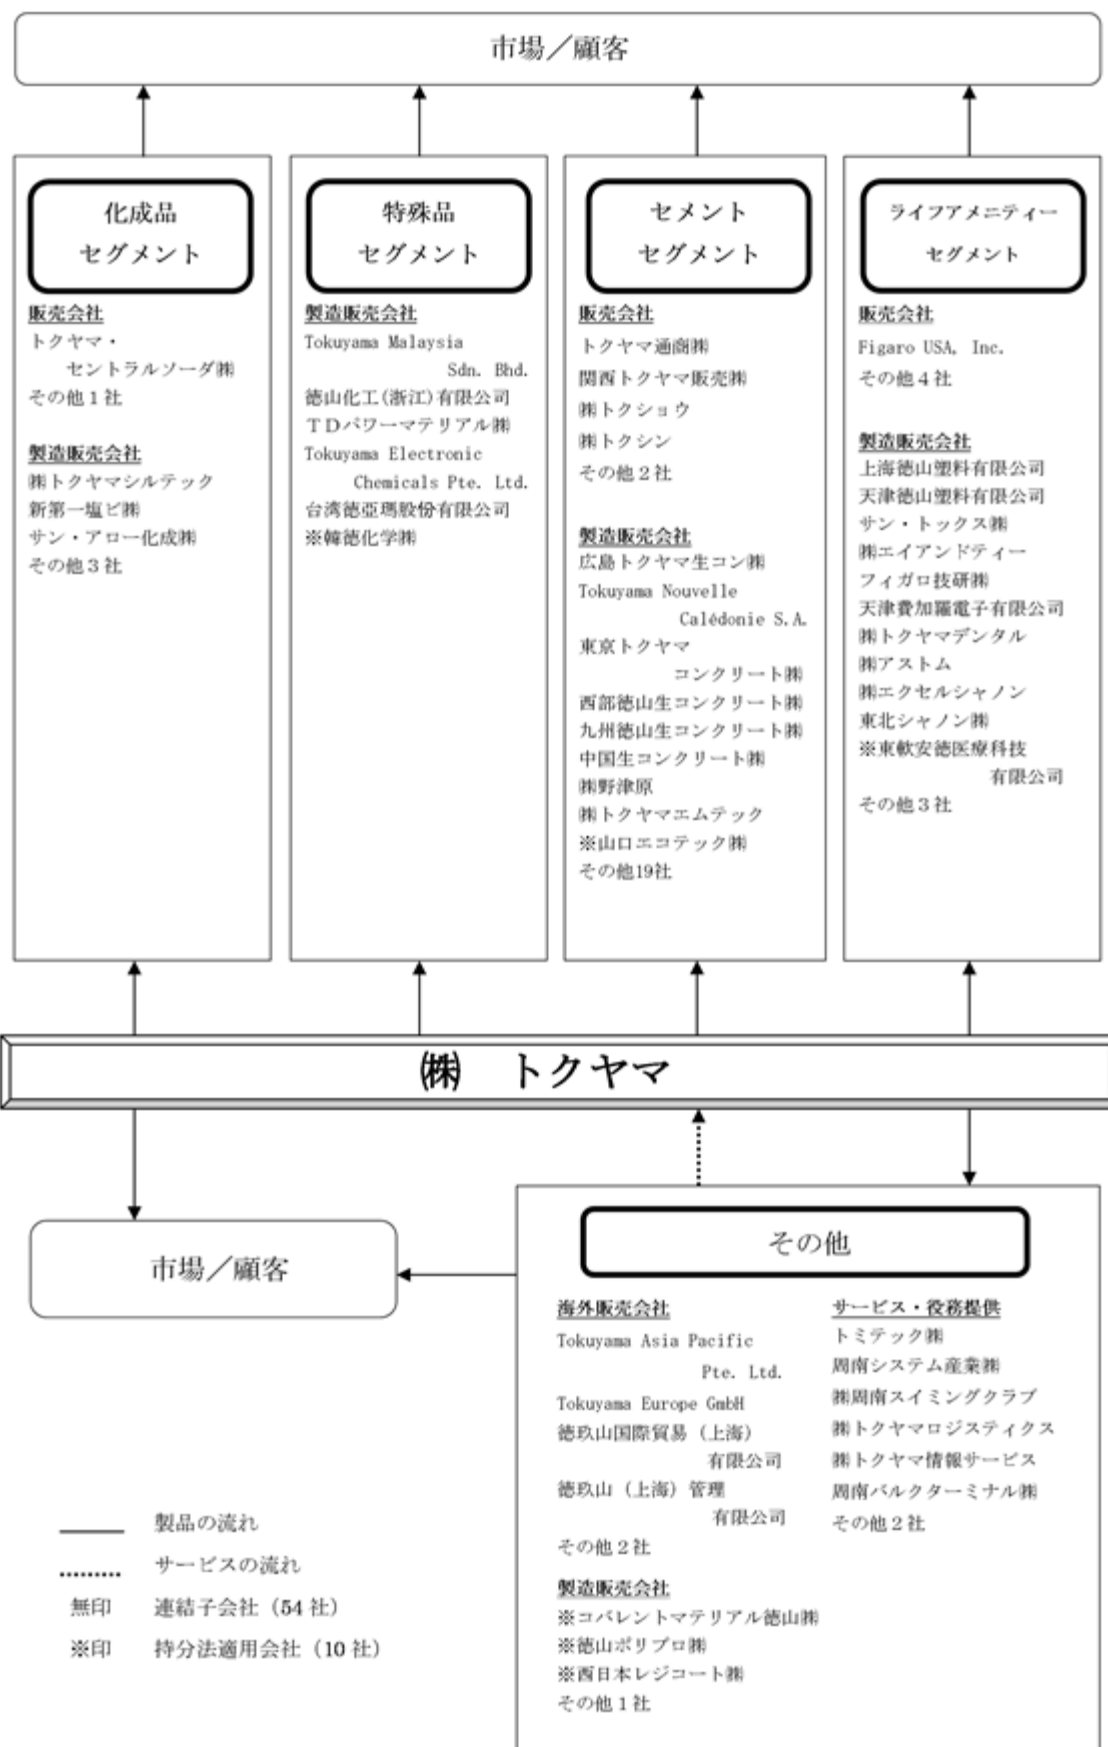 市場／顧客
化成品
セグメント
販売会社
トクヤマ・
セントラルソーダ㈱
その他１社
製造販売会社
㈱トクヤマシルテック
新第一塩ビ㈱
サン・アロー化成㈱
その他３社
特殊品
セグメント
製造販売会社
Tokuyama Malaysia
Sdn. Bhd.
徳山化工(浙江)有限公司
ＴＤパワーマテリアル㈱
Tokuyama Electronic
Chemicals Pte. Ltd.
台湾徳亞瑪股份有限公司
※韓徳化学㈱
セメント
セグメント
販売会社
トクヤマ通商㈱
関西トクヤマ販売㈱
㈱トクショウ
㈱トクシン
その他２社
製造販売会社
広島トクヤマ生コン㈱
Tokuyama Nouvelle
Calédonie S.A.
東京トクヤマ
コンクリート㈱
西部徳山生コンクリート㈱
九州徳山生コンクリート㈱
中国生コンクリート㈱
㈱野津原
㈱トクヤマエムテック
※山口エコテック㈱
その他19社
ライフアメニティー
セグメント
販売会社
Figaro USA, Inc.
その他４社
製造販売会社
上海徳山塑料有限公司
天津徳山塑料有限公司
サン・トックス㈱
㈱エイアンドティー
フィガロ技研㈱
天津費加羅電子有限公司
㈱トクヤマデンタル
㈱アストム
㈱エクセルシャノン
東北シャノン㈱
※東軟安徳医療科技
有限公司
その他３社
㈱　トクヤマ
市場／顧客
その他
海外販売会社
Tokuyama Asia Pacific
Pte. Ltd.
Tokuyama Europe GmbH
徳玖山国際貿易（上海）
有限公司
徳玖山（上海）管理
有限公司
その他２社
製造販売会社
※コバレントマテリアル徳山㈱
※徳山ポリプロ㈱
※西日本レジコート㈱
その他１社
サービス・役務提供
トミテック㈱
周南システム産業㈱
㈱周南スイミングクラブ
㈱トクヤマロジスティクス
㈱トクヤマ情報サービス
周南バルクターミナル㈱
その他２社
製品の流れ
サービスの流れ
無印　連結子会社（54 社）
※印　持分法適用会社（10 社）